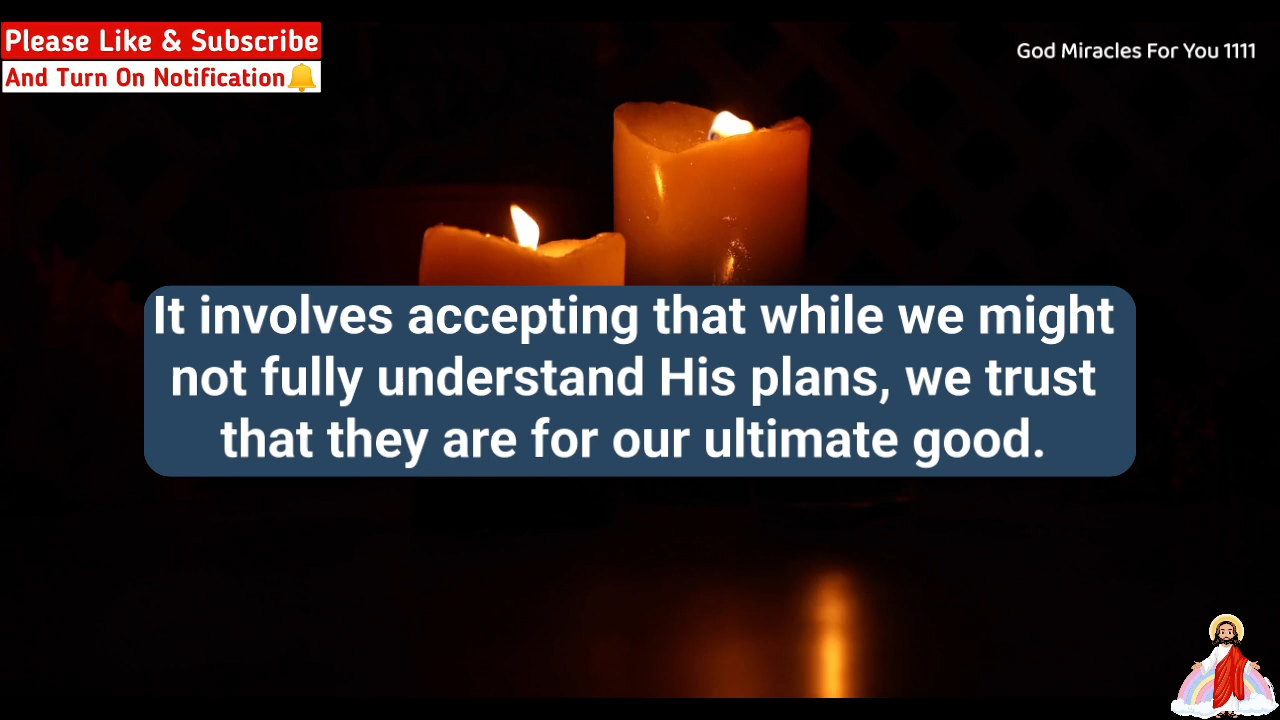 Please Like & Subscribe
And Turn On Notification🔔
God Miracles For You 1111
It involves accepting that while we might
not fully understand His plans, we trust
that they are for our ultimate good.